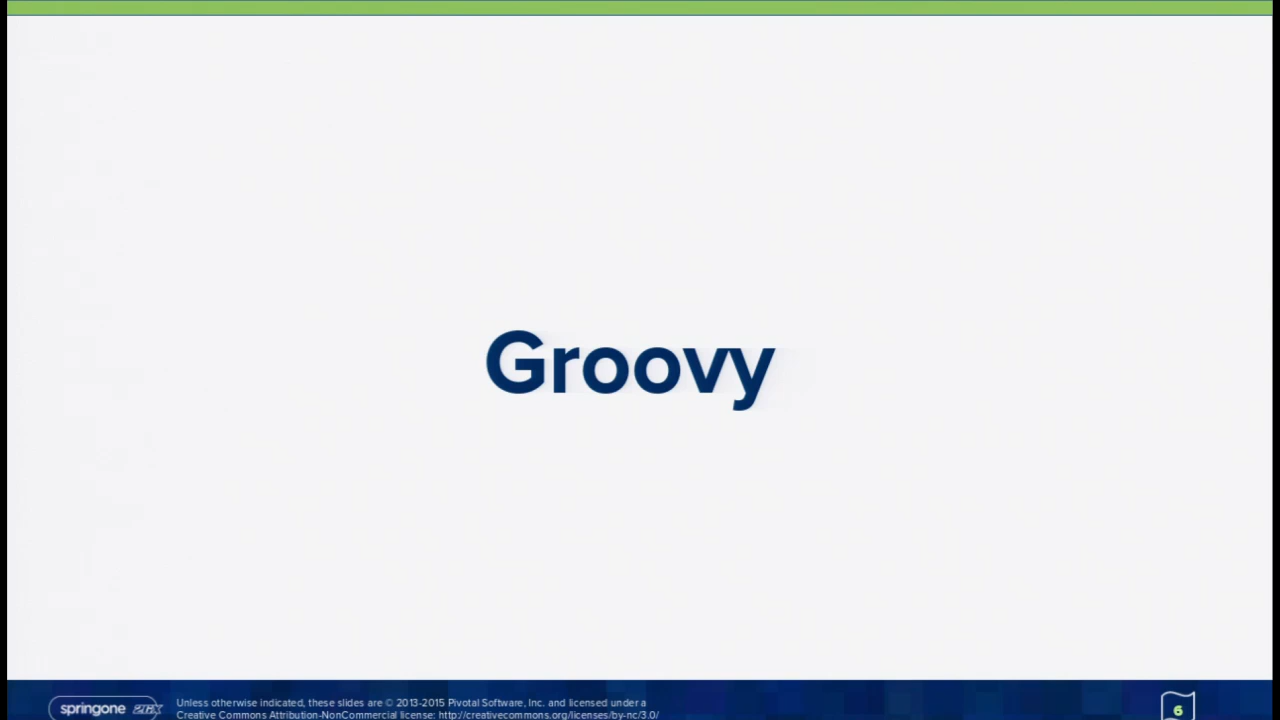 Groovy
springone 2GX
Unless otherwise indicated, these slides are © 2013-2015 Pivotal Software, Inc. and licensed under a
Creative Commons Attribution-NonCommercial license: http://creativecommons.org/licenses/by-nc/3.0/
6